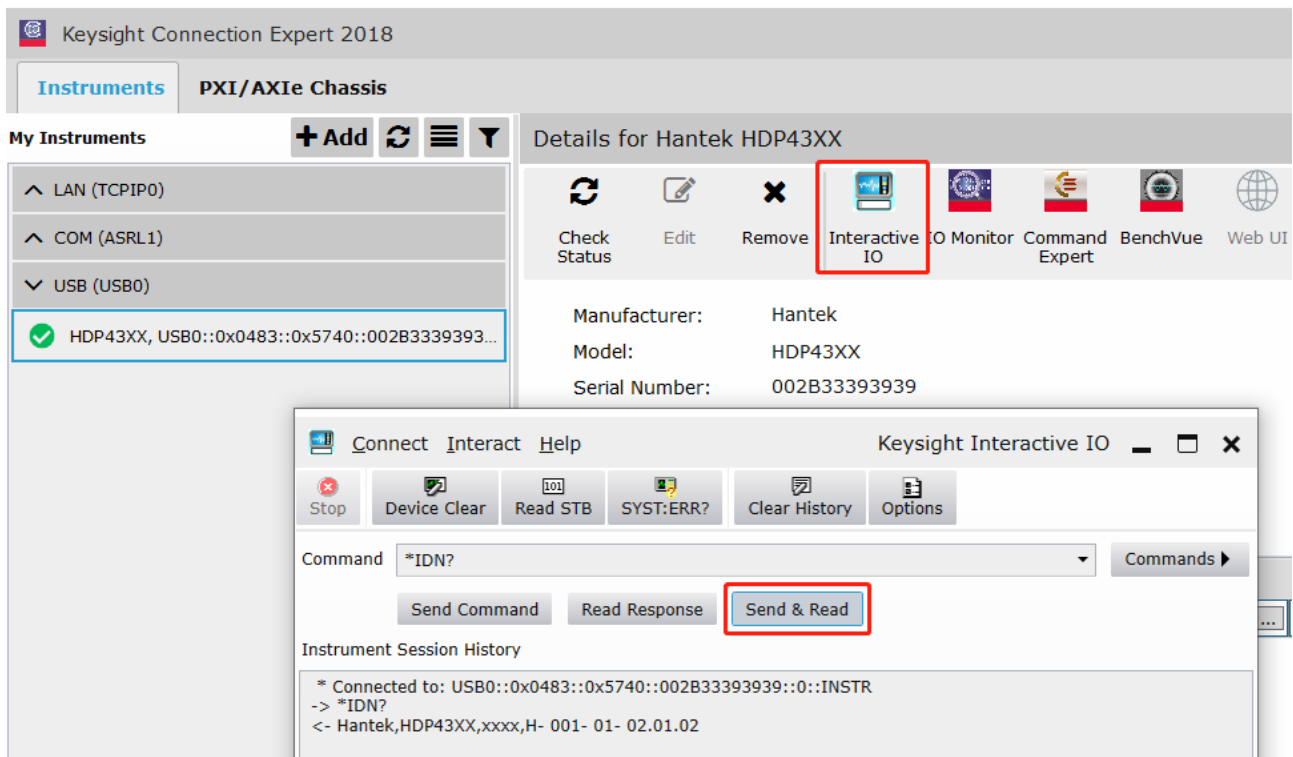 Keysight Connection Expert 2018
Instruments PXI/AXIe Chassis
My Instruments Add
LAN (TCPIP0)
COM (ASRL1)
USB (USB0)
HDP43XX, USB0::0x0483::0x5740::002B3339393...
Details for Hantek HDP43XX
Check Status
Edit
Remove
Interactive IO
IO Monitor
Command Expert
BenchVue
Web UI
Manufacturer: Hantek
Model: HDP43XX
Serial Number: 002B33393939
Connect Interact Help Keysight Interactive IO
Stop
101
Device Clear Read STB SYST:ERR? Clear History Options
Command *IDN? Commands
Send Command Read Response Send & Read
...
Instrument Session History
* Connected to: USB0::0x0483::0x5740::002B33393939::0::INSTR
-> *IDN?
<- Hantek,HDP43XX,xxxx,H- 001- 01- 02.01.02